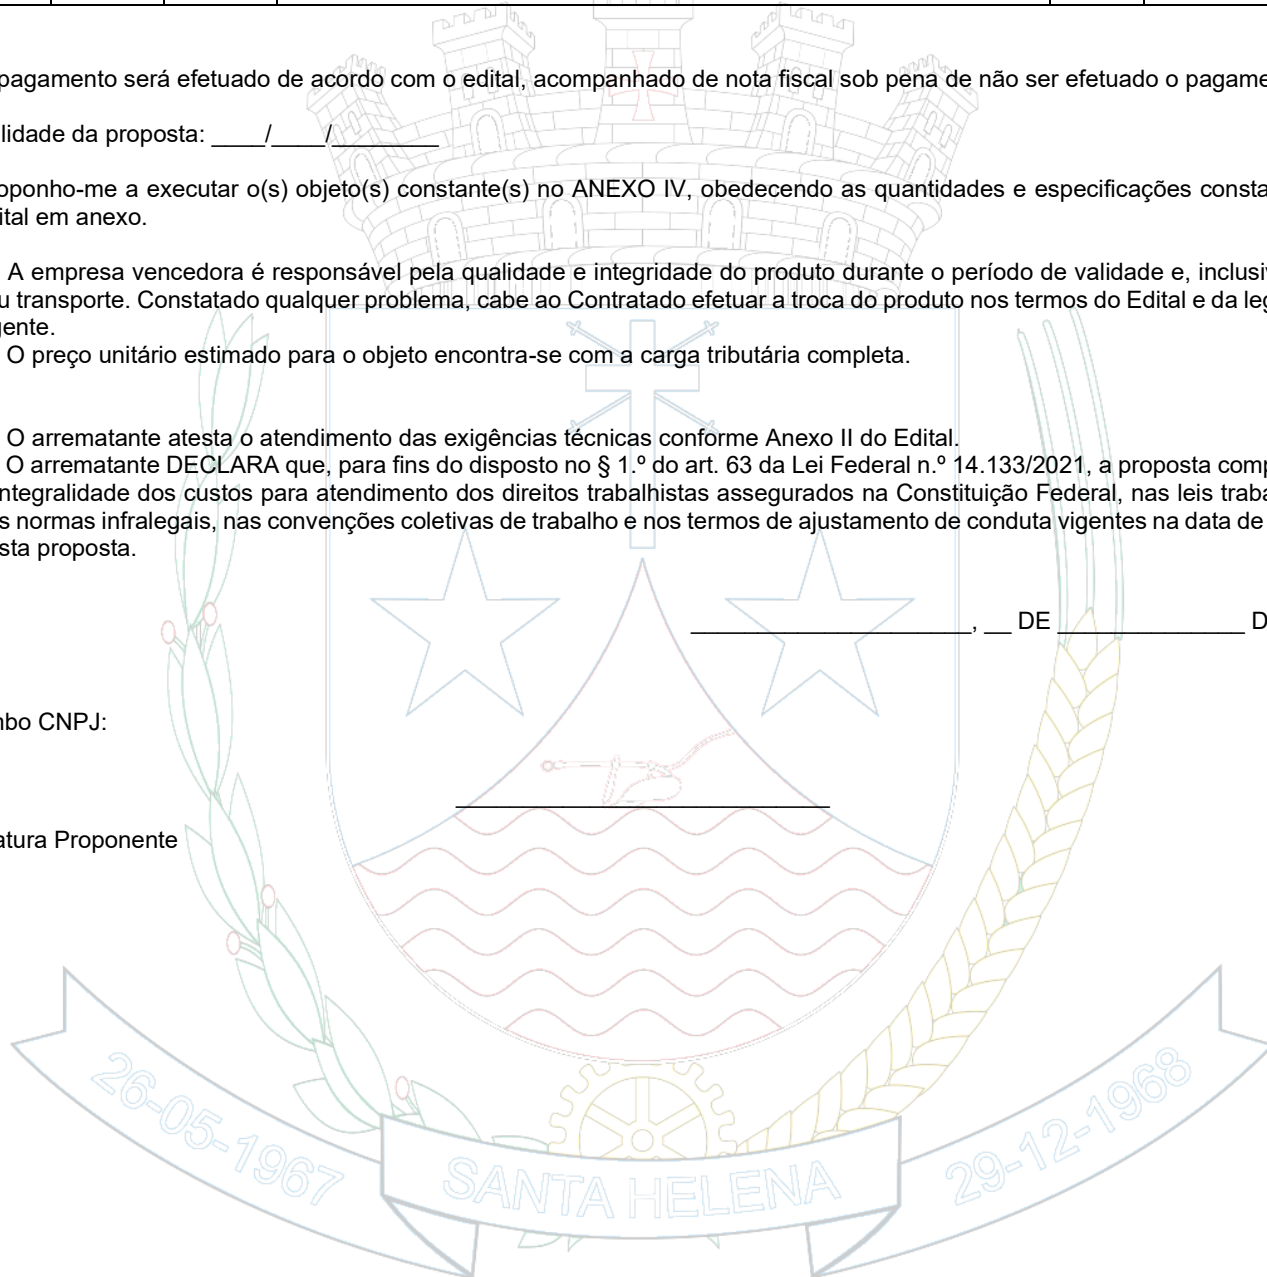 pagamento será efetuado de acordo com o edital, acompanhado de nota fiscal sob pena de não ser efetuado o pagame
lidade da proposta: ____/____/________
oponho-me a executar o(s) objeto(s) constante(s) no ANEXO IV, obedecendo as quantidades e especificações consta
ital em anexo.
A empresa vencedora é responsável pela qualidade e integridade do produto durante o período de validade e, inclusiv
u transporte. Constatado qualquer problema, cabe ao Contratado efetuar a troca do produto nos termos do Edital e da leg
gente.
O preço unitário estimado para o objeto encontra-se com a carga tributária completa.
O arrematante atesta o atendimento das exigências técnicas conforme Anexo II do Edital.
O arrematante DECLARA que, para fins do disposto no § 1.º do art. 63 da Lei Federal n.º 14.133/2021, a proposta comp
ntegralidade dos custos para atendimento dos direitos trabalhistas assegurados na Constituição Federal, nas leis traba
s normas infralegais, nas convenções coletivas de trabalho e nos termos de ajustamento de conduta vigentes na data de
sta proposta.
_____________________, __ DE ______________ D
mbo CNPJ:
____________________________
atura Proponente
26-05-1967
SANTA HELENA
29-12-1968